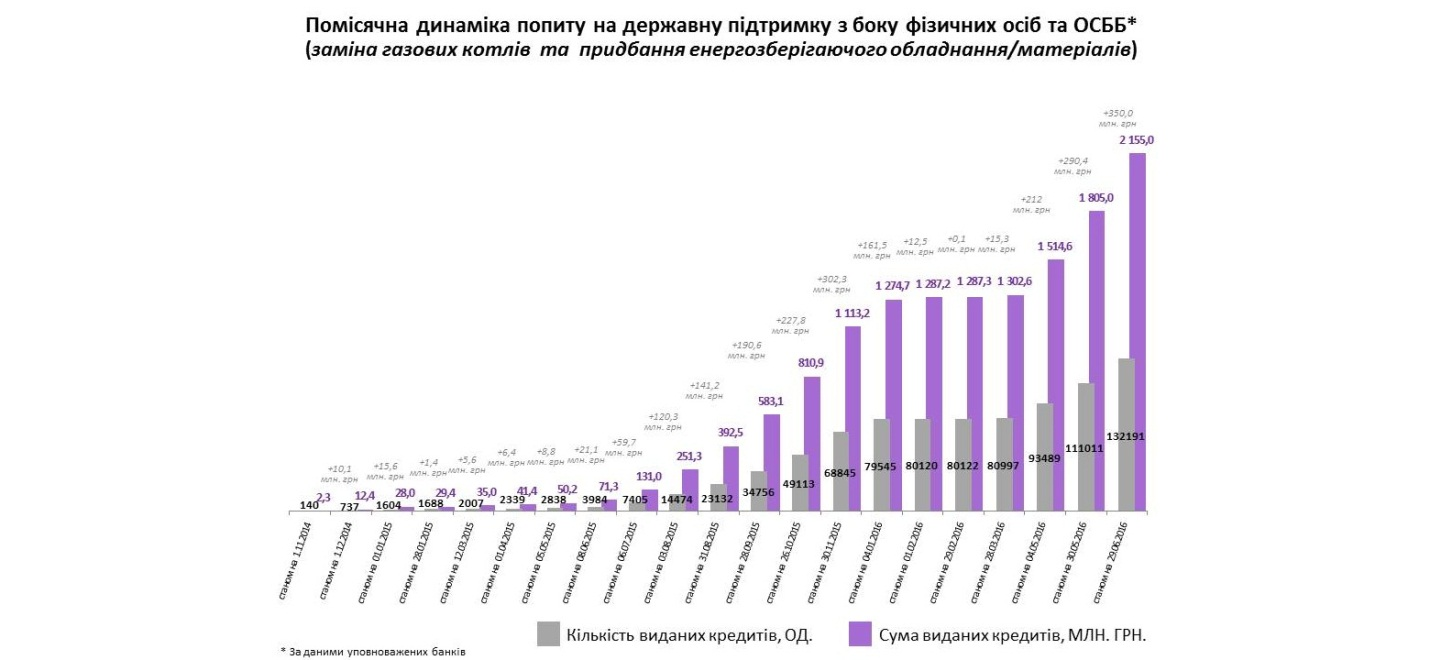 Помісячна динаміка попиту на державну підтримку з боку фізичних осіб та ОСББ*
(заміна газових котлів та придбання енергозберігаючого обладнання/матеріалів)
+350,0
млн. грн
2 155,0
+290,4
млн. грн
1 805,0
+212
млн. грн
1 514,6
+161,5
млн. грн
+12,5
млн. грн
+0,1
млн. грн
+15,3
млн. грн
1 274,7
1 287,2
1 287,3
1 302,6
+302,3
млн. грн
1 113,2
+227,8
млн. грн
810,9
+190,6
млн. грн
583,1
+141,2
млн. грн
392,5
+120,3
млн. грн
251,3
+59,7
млн. грн
131,0
+21,1
млн. грн
71,3
+8,8
млн. грн
50,2
+6,4
млн. грн
41,4
+5,6
млн. грн
35,0
+1,4
млн. грн
29,4
+15,6
млн. грн
28,0
+10,1
млн. грн
12,4
2,3
140
737
1604
1688
2007
2339
2838
3984
7405
14474
23132
34756
49113
68845
79545
80120
80122
80997
93489
111011
132191
станом на 1.11.2014
станом на 1.12.2014
станом на 01.01.2015
станом на 28.01.2015
станом на 12.03.2015
станом на 01.04.2015
станом на 05.05.2015
станом на 08.06.2015
станом на 06.07.2015
станом на 03.08.2015
станом на 31.08.2015
станом на 28.09.2015
станом на 26.10.2015
станом на 30.11.2015
станом на 04.01.2016
станом на 01.02.2016
станом на 29.02.2016
станом на 28.03.2016
станом на 04.05.2016
станом на 30.05.2016
станом на 29.06.2016
Кількість виданих кредитів, ОД.
Сума виданих кредитів, МЛН. ГРН.
* За даними уповноважених банків